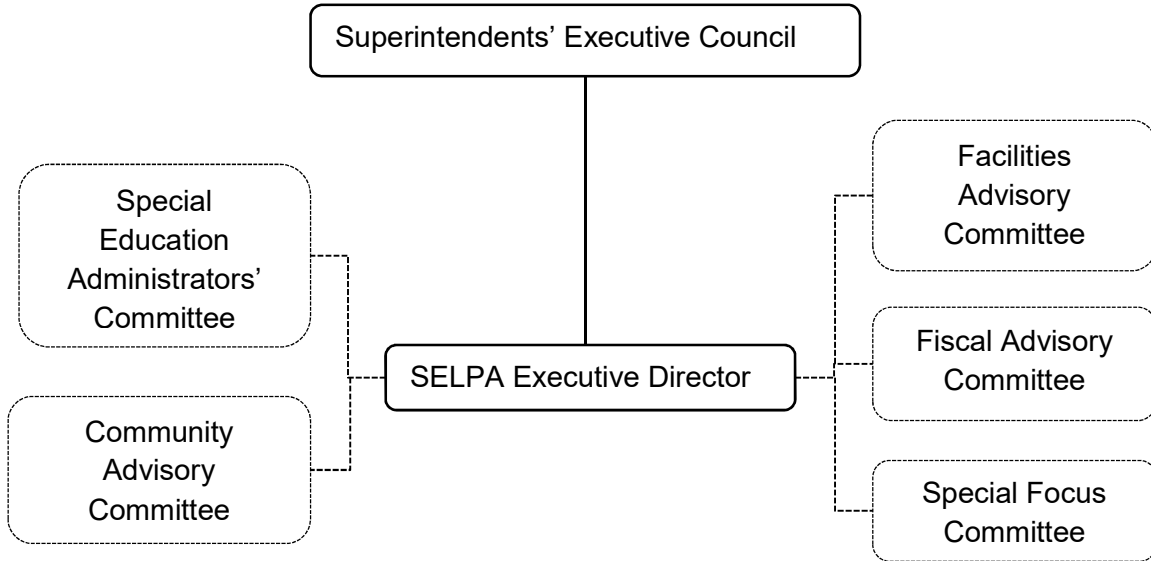 Superintendents’ Executive Council
Special
Education
Administrators’
Committee
Community
Advisory
Committee
SELPA Executive Director
Facilities
Advisory
Committee
Fiscal Advisory
Committee
Special Focus
Committee